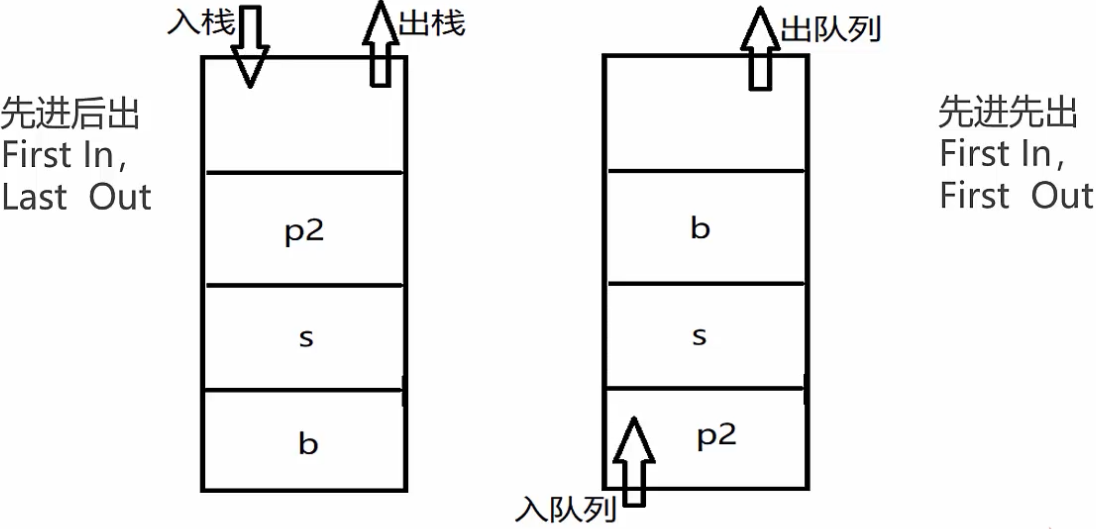 入栈
出栈
先进后出
First In,
Last Out
p2
s
b
出队列
先进先出
First In,
First Out
b
s
p2
入队列